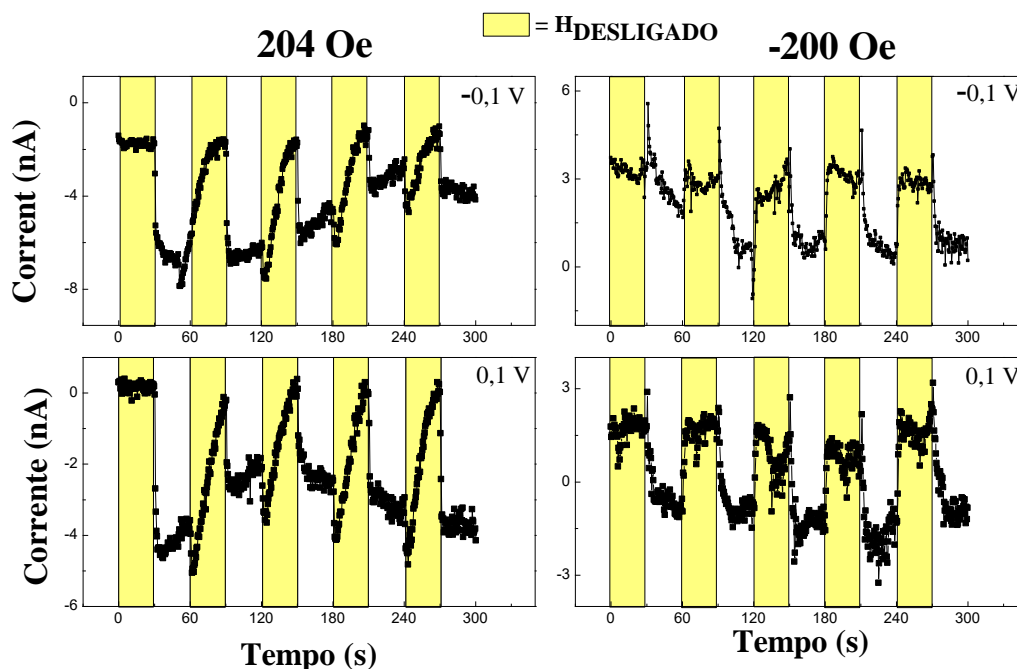 = HDESLIGADO
204 Oe
-200 Oe
Corrent (nA)
0
-4
-8
-0,1 V
0 60 120 180 240 300
6
3
0
-0,1 V
0 60 120 180 240 300
Corrente (nA)
0
-2
-4
-6
0,1 V
0 60 120 180 240 300
Tempo (s)
3
0
-3
0,1 V
0 60 120 180 240 300
Tempo (s)